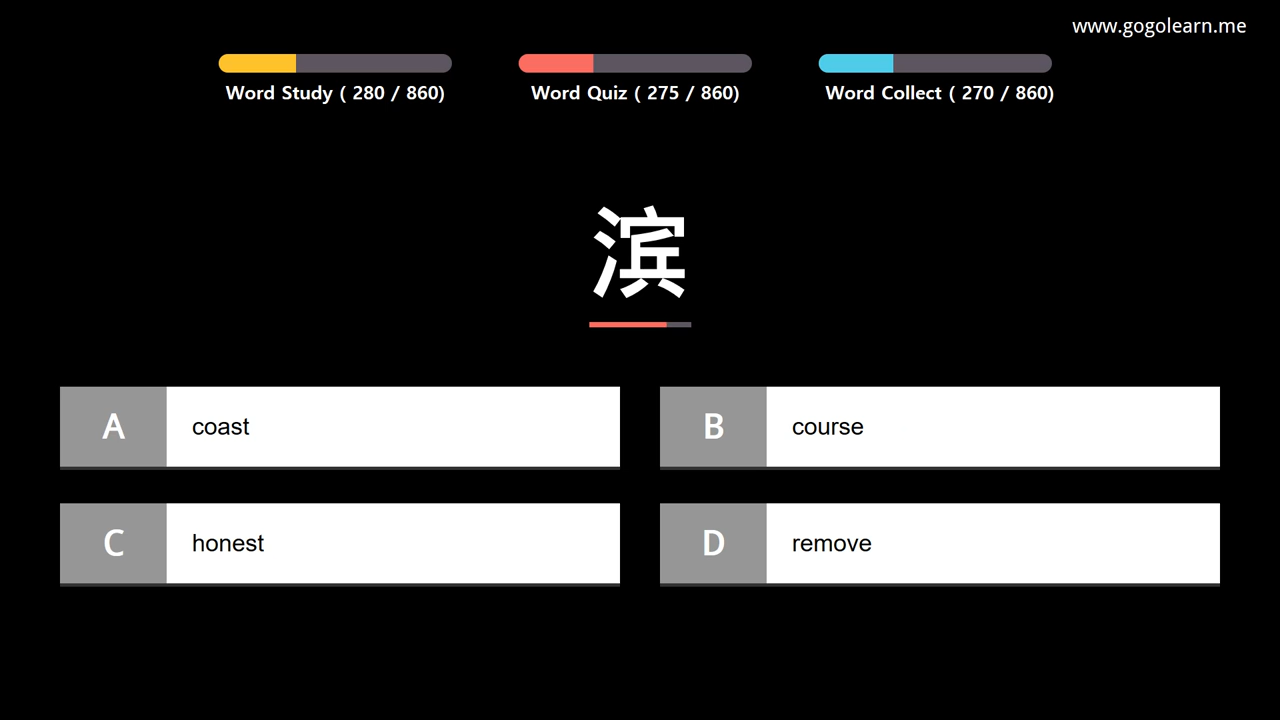 www.gogolearn.me
Word Study ( 280 / 860)
Word Quiz ( 275 / 860)
Word Collect ( 270 / 860)
滨
A coast
B course
C honest
D remove